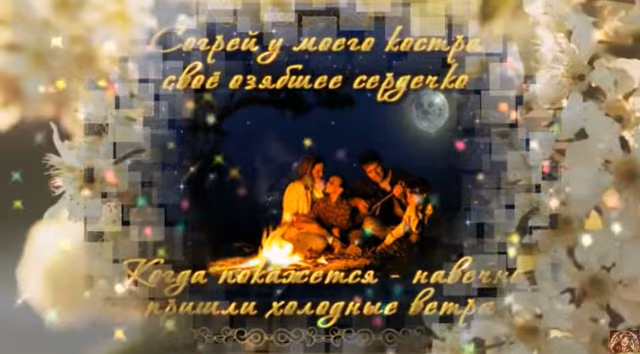 Согрей у моего костра
своё озябшее сердечко
Когда покажется - навечно
пришли холодные ветра